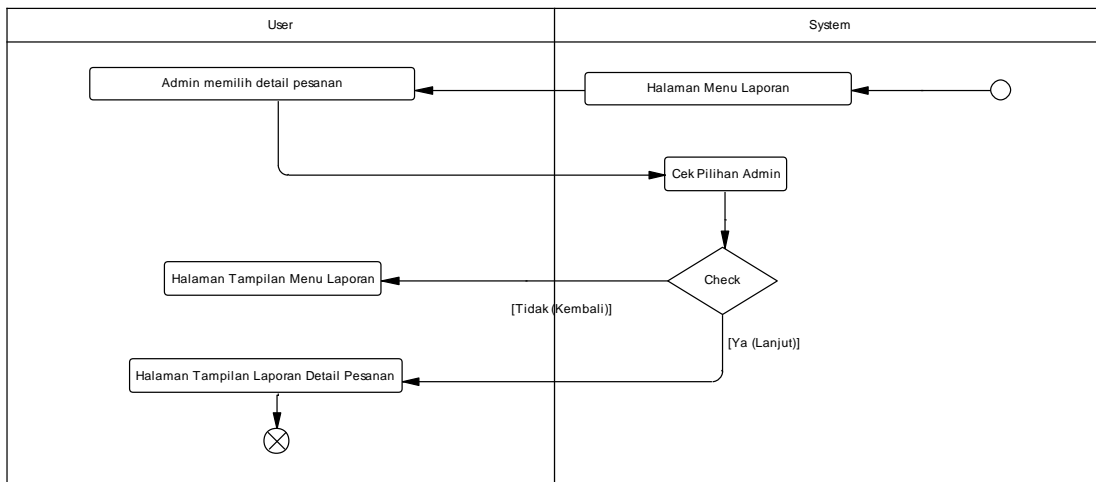 User
System
Admin memilih detail pesanan
Halaman Menu Laporan
Cek Pilihan Admin
Halaman Tampilan Menu Laporan
Check
[Tidak (Kembali)]
[Ya (Lanjut)]
Halaman Tampilan Laporan Detail Pesanan